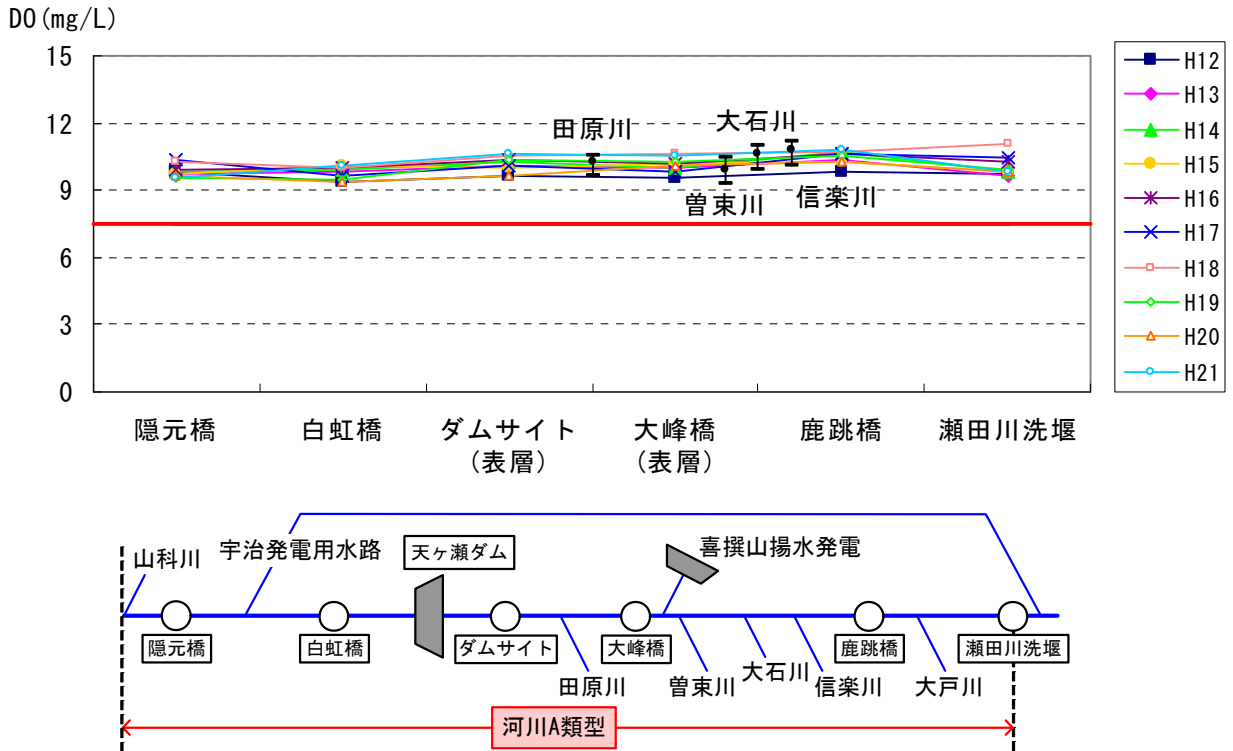 DO(mg/L)
15
12
9
6
3
0
田原川
大石川
曽束川
信楽川
H12
H13
H14
H15
H16
H17
H18
H19
H20
H21
隠元橋
白虹橋
ダムサイト
(表層)
大峰橋
(表層)
鹿跳橋
瀬田川洗堰
山科川
宇治発電用水路
天ヶ瀬ダム
喜撰山揚水発電
隠元橋
白虹橋
ダムサイト
大峰橋
鹿跳橋
瀬田川洗堰
田原川
曽束川
大石川
信楽川
大戸川
河川A類型